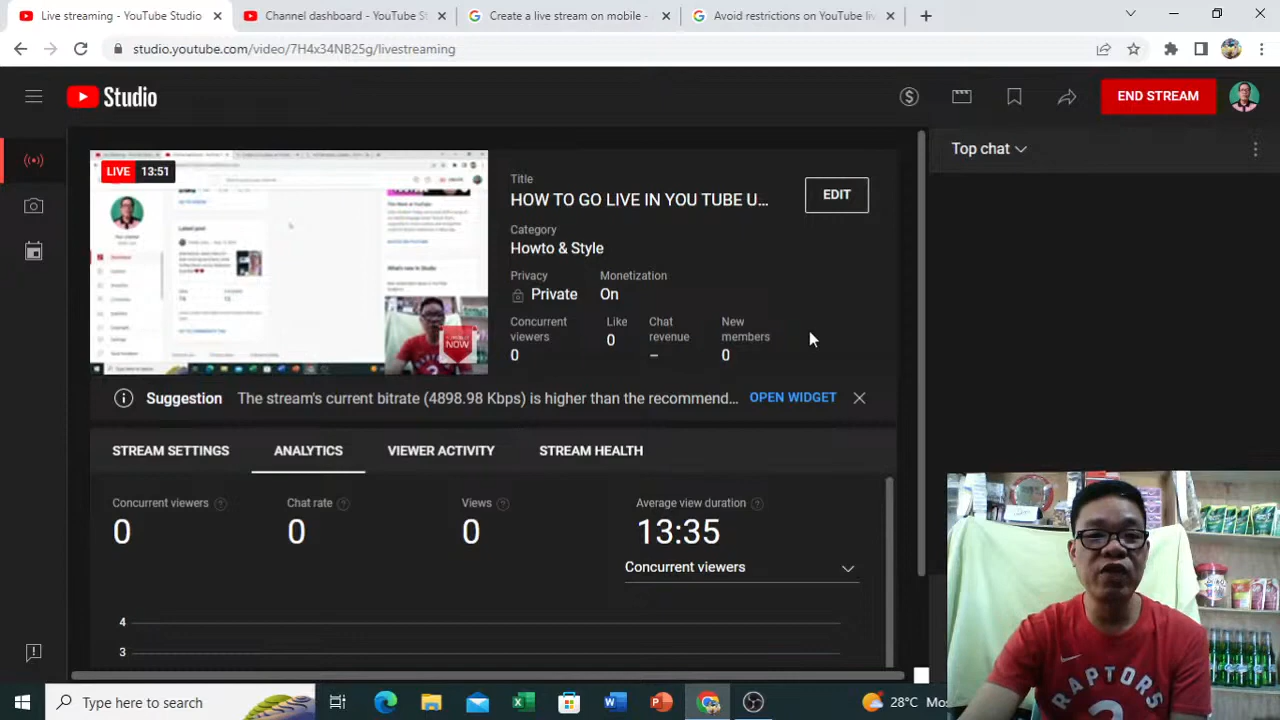 Live streaming - YouTube Studio
Channel dashboard - YouTube St
Create a live stream on mobile -
Avoid restrictions on YouTube liv
studio.youtube.com/video/7H4x34NB25g/livestreaming
Studio
END STREAM
LIVE 13:51
Title
HOW TO GO LIVE IN YOU TUBE U...
EDIT
Category
Howto & Style
Privacy
Monetization
Private
On
Concurrent viewers
Like
Chat revenue
New members
0
0
–
0
NOW
Top chat
Suggestion The stream's current bitrate (4898.98 Kbps) is higher than the recommend...
OPEN WIDGET
STREAM SETTINGS
ANALYTICS
VIEWER ACTIVITY
STREAM HEALTH
Concurrent viewers
Chat rate
Views
Average view duration
0
0
0
13:35
Concurrent viewers
4
3
RAPTORS
Type here to search
28°C Mos